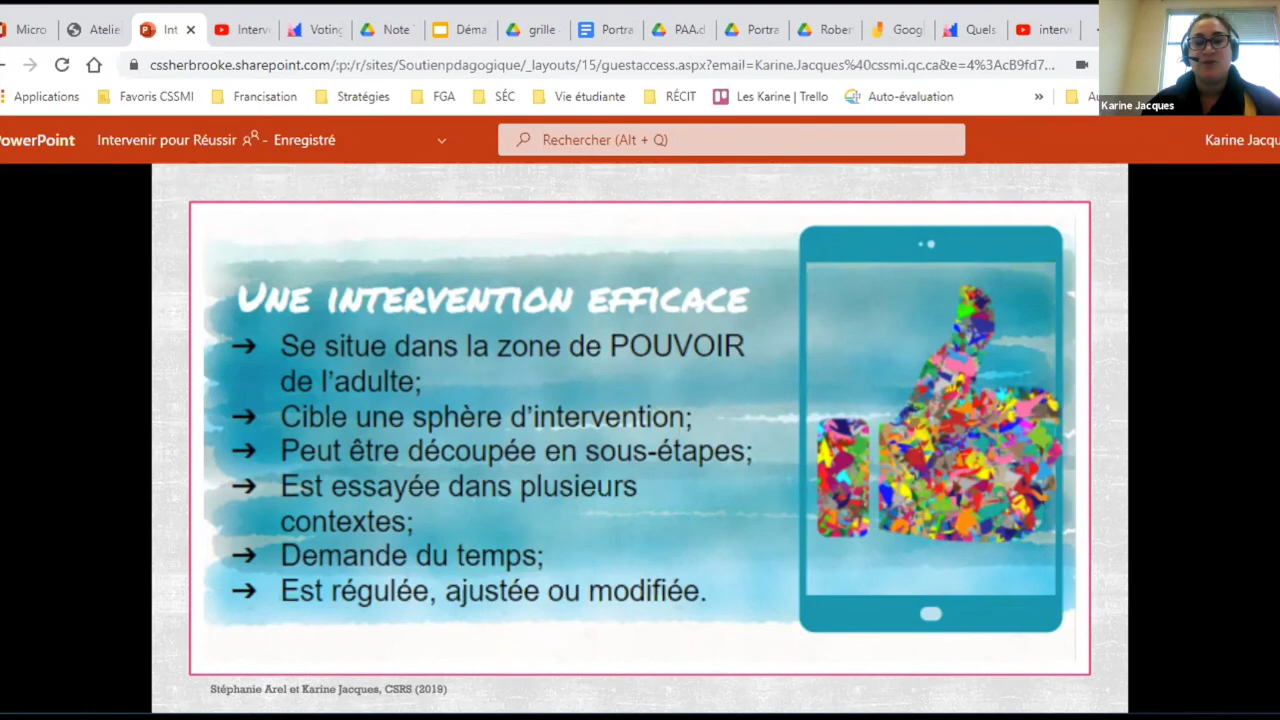 Micro
Atelie
Int
Interv
Voting
Note
Déma
grille
Portra
PAA.d
Portra
Rober
Goog
Quels
interv
cssherbrooke.sharepoint.com/:p:/r/sites/Soutienpdagogique/_layouts/15/guestaccess.aspx?email=Karine.Jacques%40cssmi.qc.ca&e=4%3AcB9fd7...
Applications
Favoris CSSMI
Francisation
Stratégies
FGA
SÉC
Vie étudiante
RÉCIT
Les Karine | Trello
Auto-évaluation
»
Karine Jacques
PowerPoint
Intervenir pour Réussir - Enregistré
Rechercher (Alt + Q)
Karine Jacqu
Une intervention efficace
➔ Se situe dans la zone de POUVOIR
de l'adulte;
➔ Cible une sphère d'intervention;
➔ Peut être découpée en sous-étapes;
➔ Est essayée dans plusieurs
contextes;
➔ Demande du temps;
➔ Est régulée, ajustée ou modifiée.
Stéphanie Arel et Karine Jacques, CSRS (2019)